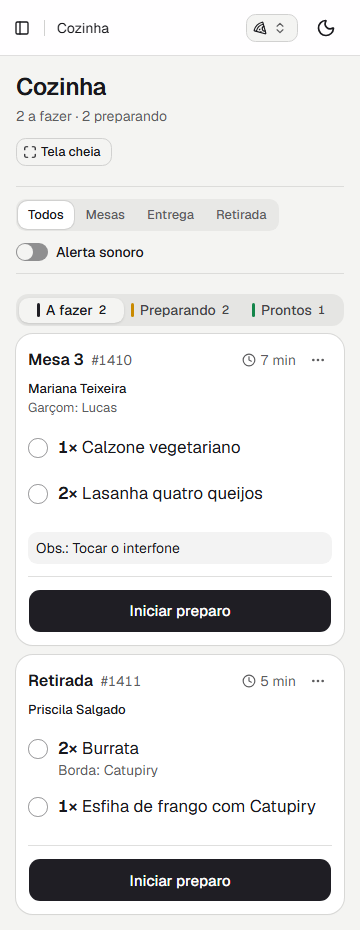 Cozinha
Cozinha
2 a fazer · 2 preparando
Tela cheia
Todos Mesas Entrega Retirada
Alerta sonoro
A fazer 2 Preparando 2 Prontos 1
Mesa 3 #1410 7 min
Mariana Teixeira
Garçom: Lucas
1× Calzone vegetariano
2× Lasanha quatro queijos
Obs.: Tocar o interfone
Iniciar preparo
Retirada #1411 5 min
Priscila Salgado
2× Burrata
Borda: Catupiry
1× Esfiha de frango com Catupiry
Iniciar preparo